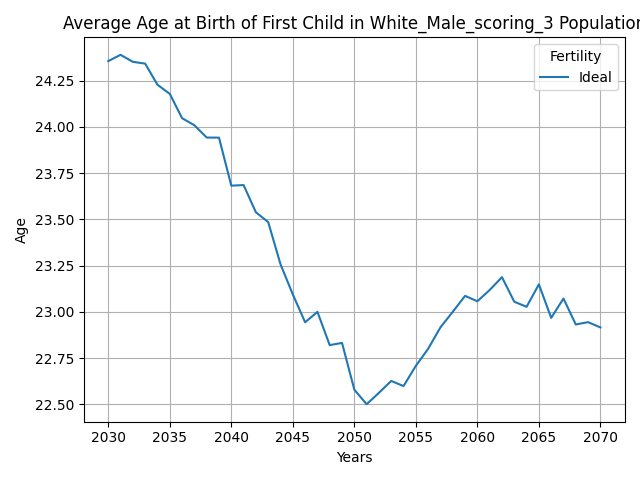 Average Age at Birth of First Child in White_Male_scoring_3 Population
Fertility
Ideal
Age
24.25
24.00
23.75
23.50
23.25
23.00
22.75
22.50
2030 2035 2040 2045 2050 2055 2060 2065 2070
Years